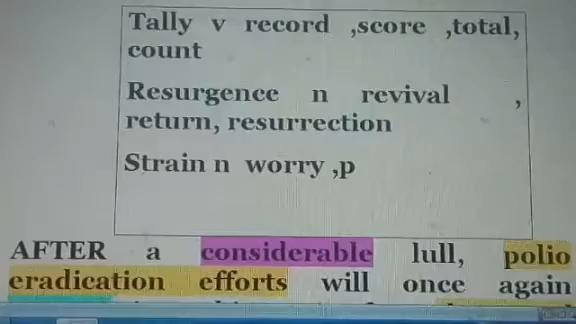 Tally v record ,score ,total,
count
Resurgence n revival ,
return, resurrection
Strain n worry ,p
AFTER a considerable lull, polio
eradication efforts will once again